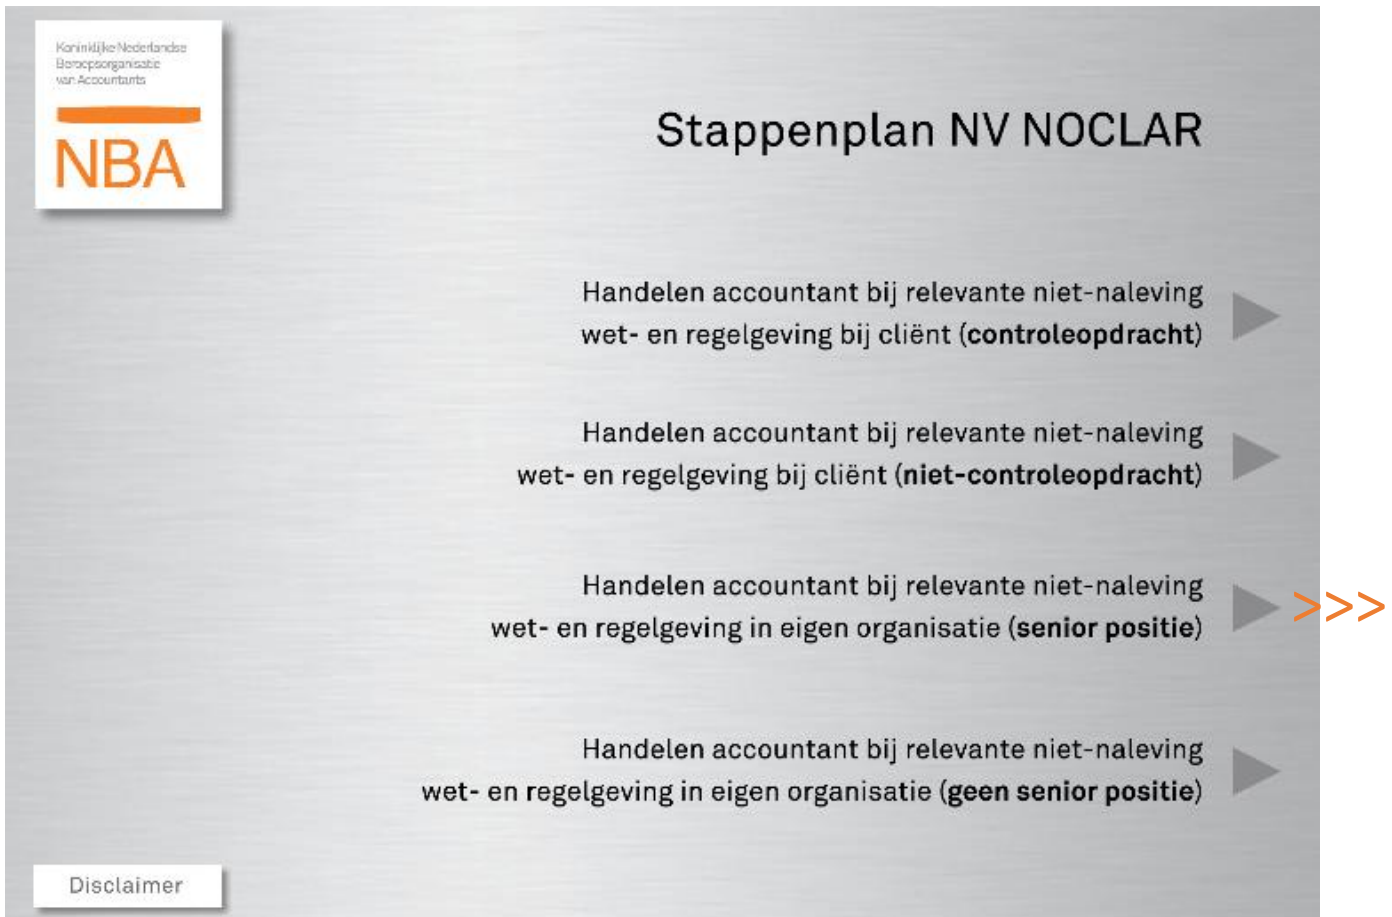 Koninklijke Nederlandse
Beroepsorganisatie
van Accountants
NBA
Stappenplan NV NOCLAR
Handelen accountant bij relevante niet-naleving
wet- en regelgeving bij cliënt (controleopdracht)
Handelen accountant bij relevante niet-naleving
wet- en regelgeving bij cliënt (niet-controleopdracht)
Handelen accountant bij relevante niet-naleving
wet- en regelgeving in eigen organisatie (senior positie)
>>>
Handelen accountant bij relevante niet-naleving
wet- en regelgeving in eigen organisatie (geen senior positie)
Disclaimer